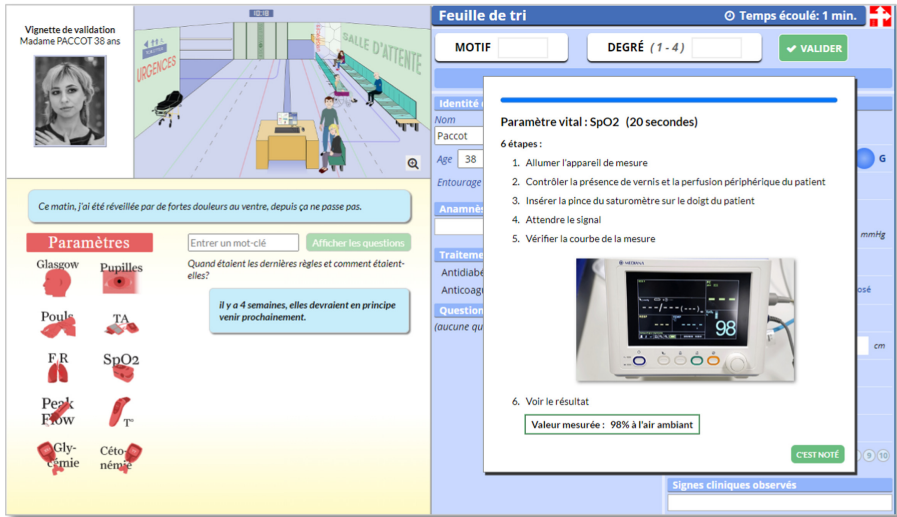 Vignette de validation
Madame PACCOT 38 ans
URGENCES
SALLE D'ATTENTE
Ce matin, j'ai été réveillée par de fortes douleurs au ventre, depuis ça ne passe pas.
Paramètres
Glasgow
Pupilles
Pouls
TA
F.R
SpO2
Peak
Flow
T°
Gly-
cémie
Céto-
némie
Entrer un mot-clé
Afficher les questions
Quand étaient les dernières règles et comment étaient-
elles?
il y a 4 semaines, elles devraient en principe
venir prochainement.
Feuille de tri
Temps écoulé: 1 min.
MOTIF
DEGRÉ (1-4)
VALIDER
Identité
Nom
Paccot
Age 38
Entourage
Anamnès
Traiteme
Antidiabé
Anticoag
Question
(aucune qu
G
mmHg
osé
cm
9 10
Signes cliniques observés
Paramètre vital : SpO2 (20 secondes)
6 étapes :
1. Allumer l'appareil de mesure
2. Contrôler la présence de vernis et la perfusion périphérique du patient
3. Insérer la pince du saturomètre sur le doigt du patient
4. Attendre le signal
5. Vérifier la courbe de la mesure
MEDIANA
98
6. Voir le résultat
Valeur mesurée : 98% à l'air ambiant
C'EST NOTÉ